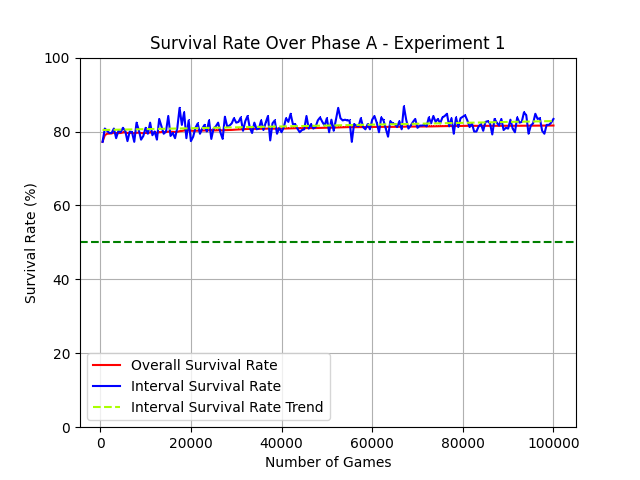 Survival Rate Over Phase A - Experiment 1
Survival Rate (%)
100
80
60
40
20
0
Overall Survival Rate
Interval Survival Rate
Interval Survival Rate Trend
0 20000 40000 60000 80000 100000
Number of Games